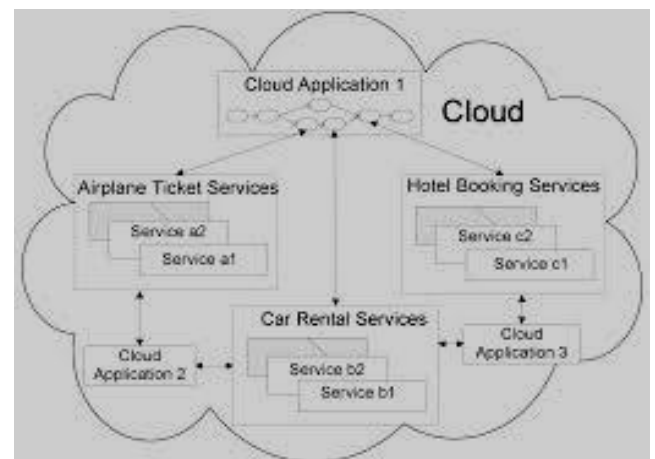 Cloud Application 1
Cloud
Airplane Ticket Services
Hotel Booking Services
Service a2
Service a1
Service c2
Service c1
Car Rental Services
Cloud
Application 2
Cloud
Application 3
Service b2
Service b1